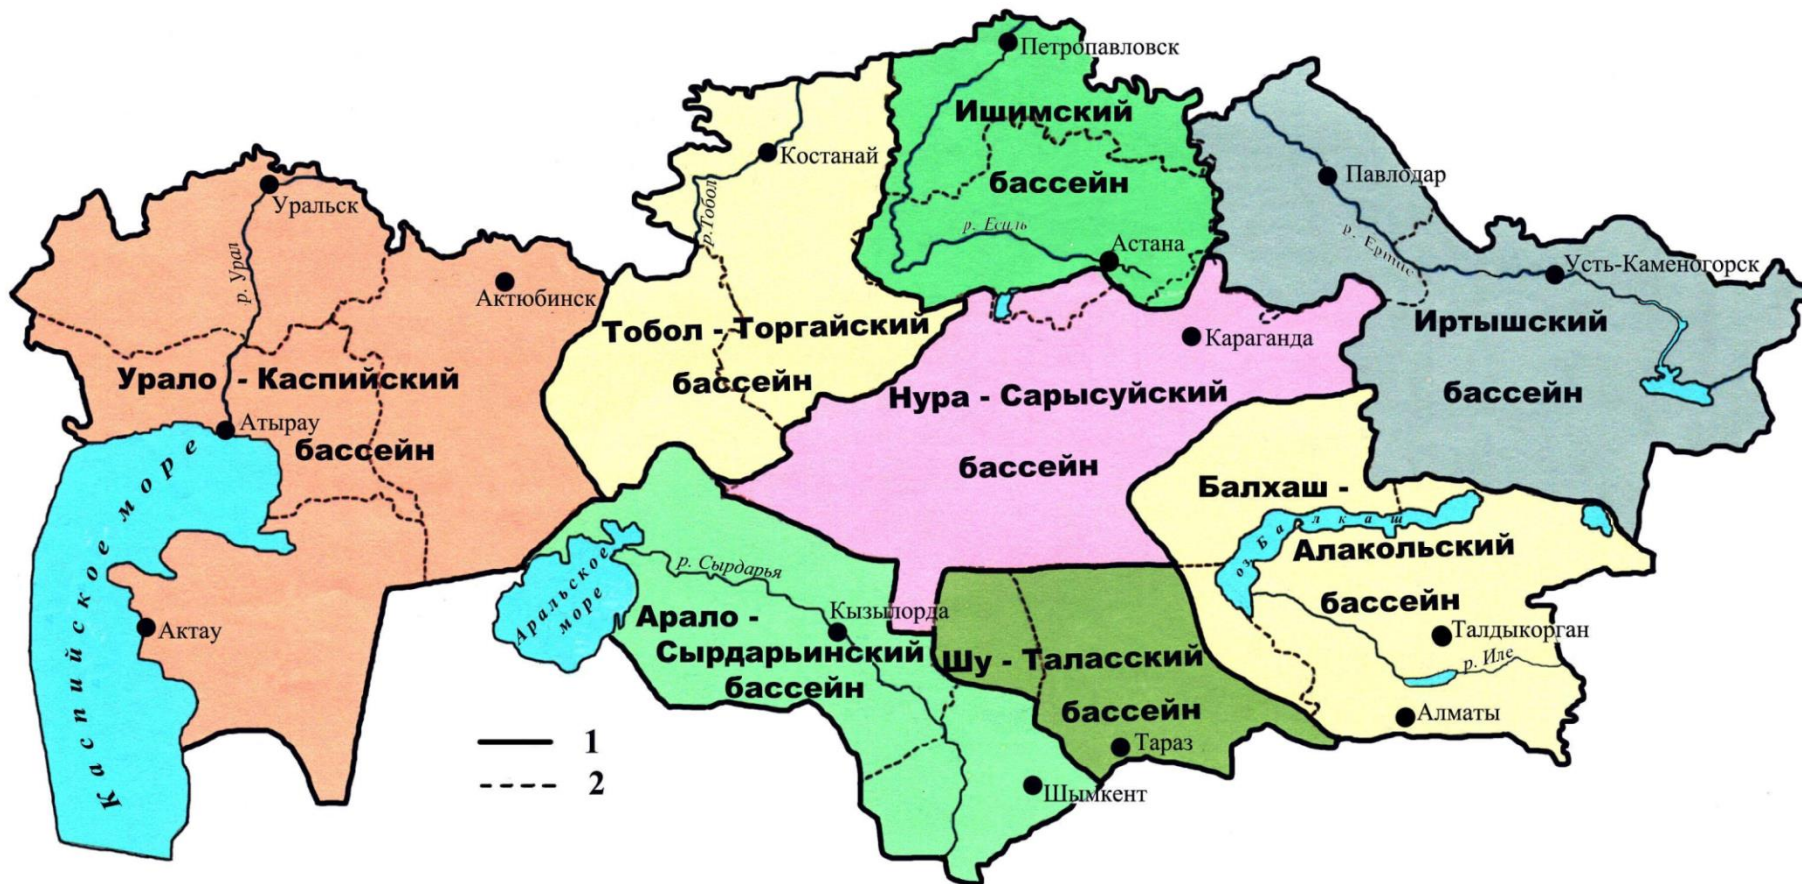 Петропавловск
Ишимский
бассейн
р. Есиль
Астана
Костанай
р.Тобол
Тобол - Торгайский
бассейн
Павлодар
р. Ертис
Усть-Каменогорск
Иртышский
бассейн
Уральск
р. Урал
Актюбинск
Урало - Каспийский
бассейн
Атырау
Каспийское море
Актау
Караганда
Нура - Сарысуйский
бассейн
Балхаш -
Алакольский
бассейн
оз Балкаш
Талдыкорган
р. Иле
Алматы
Аральское
море
р. Сырдарья
Кызылорда
Арало -
Сырдарьинский
бассейн
Шу - Таласский
бассейн
Тараз
Шымкент
1
2